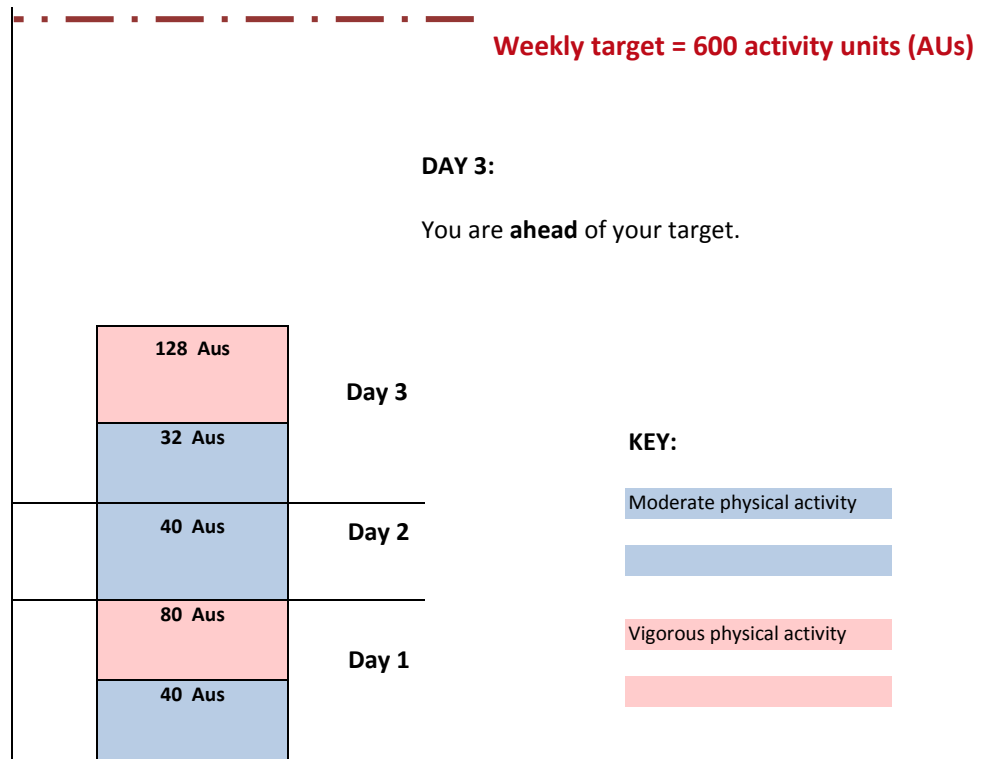 Weekly target = 600 activity units (AUs)
DAY 3:
You are ahead of your target.
128 Aus
Day 3
32 Aus
KEY:
Moderate physical activity
40 Aus
Day 2
80 Aus
Vigorous physical activity
Day 1
40 Aus